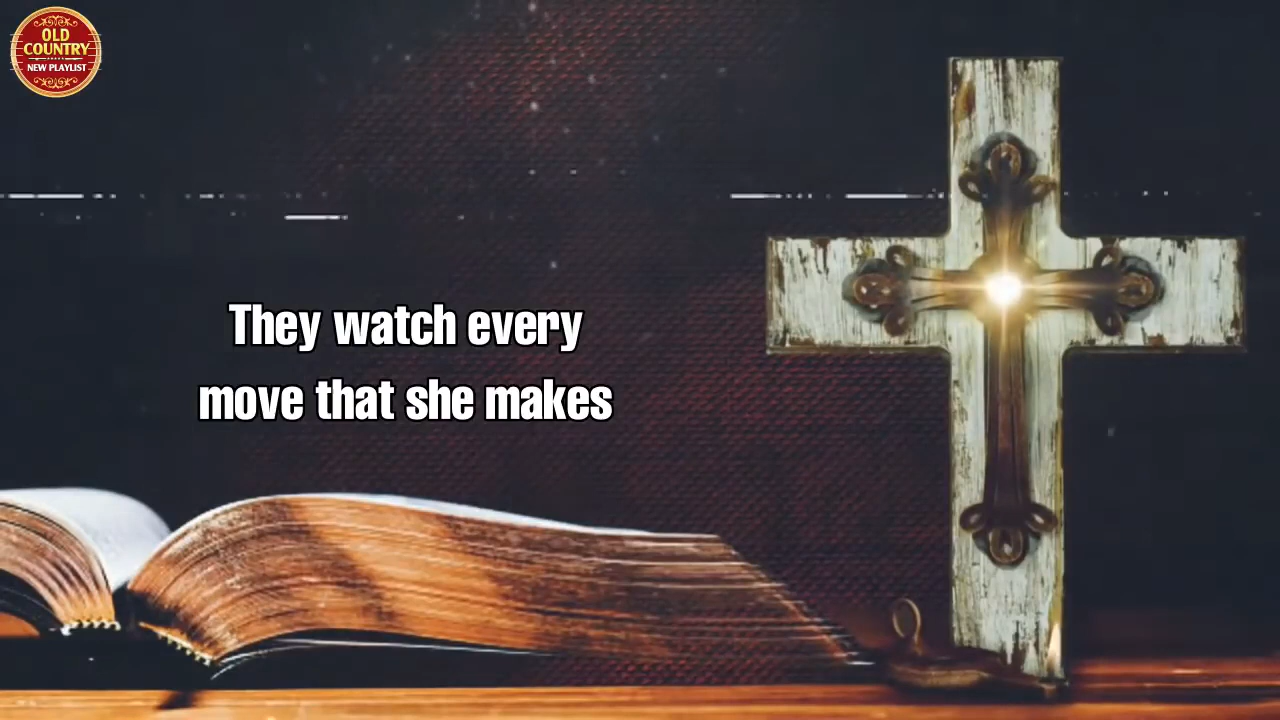 OLD
COUNTRY
NEW PLAYLIST
They watch every
move that she makes